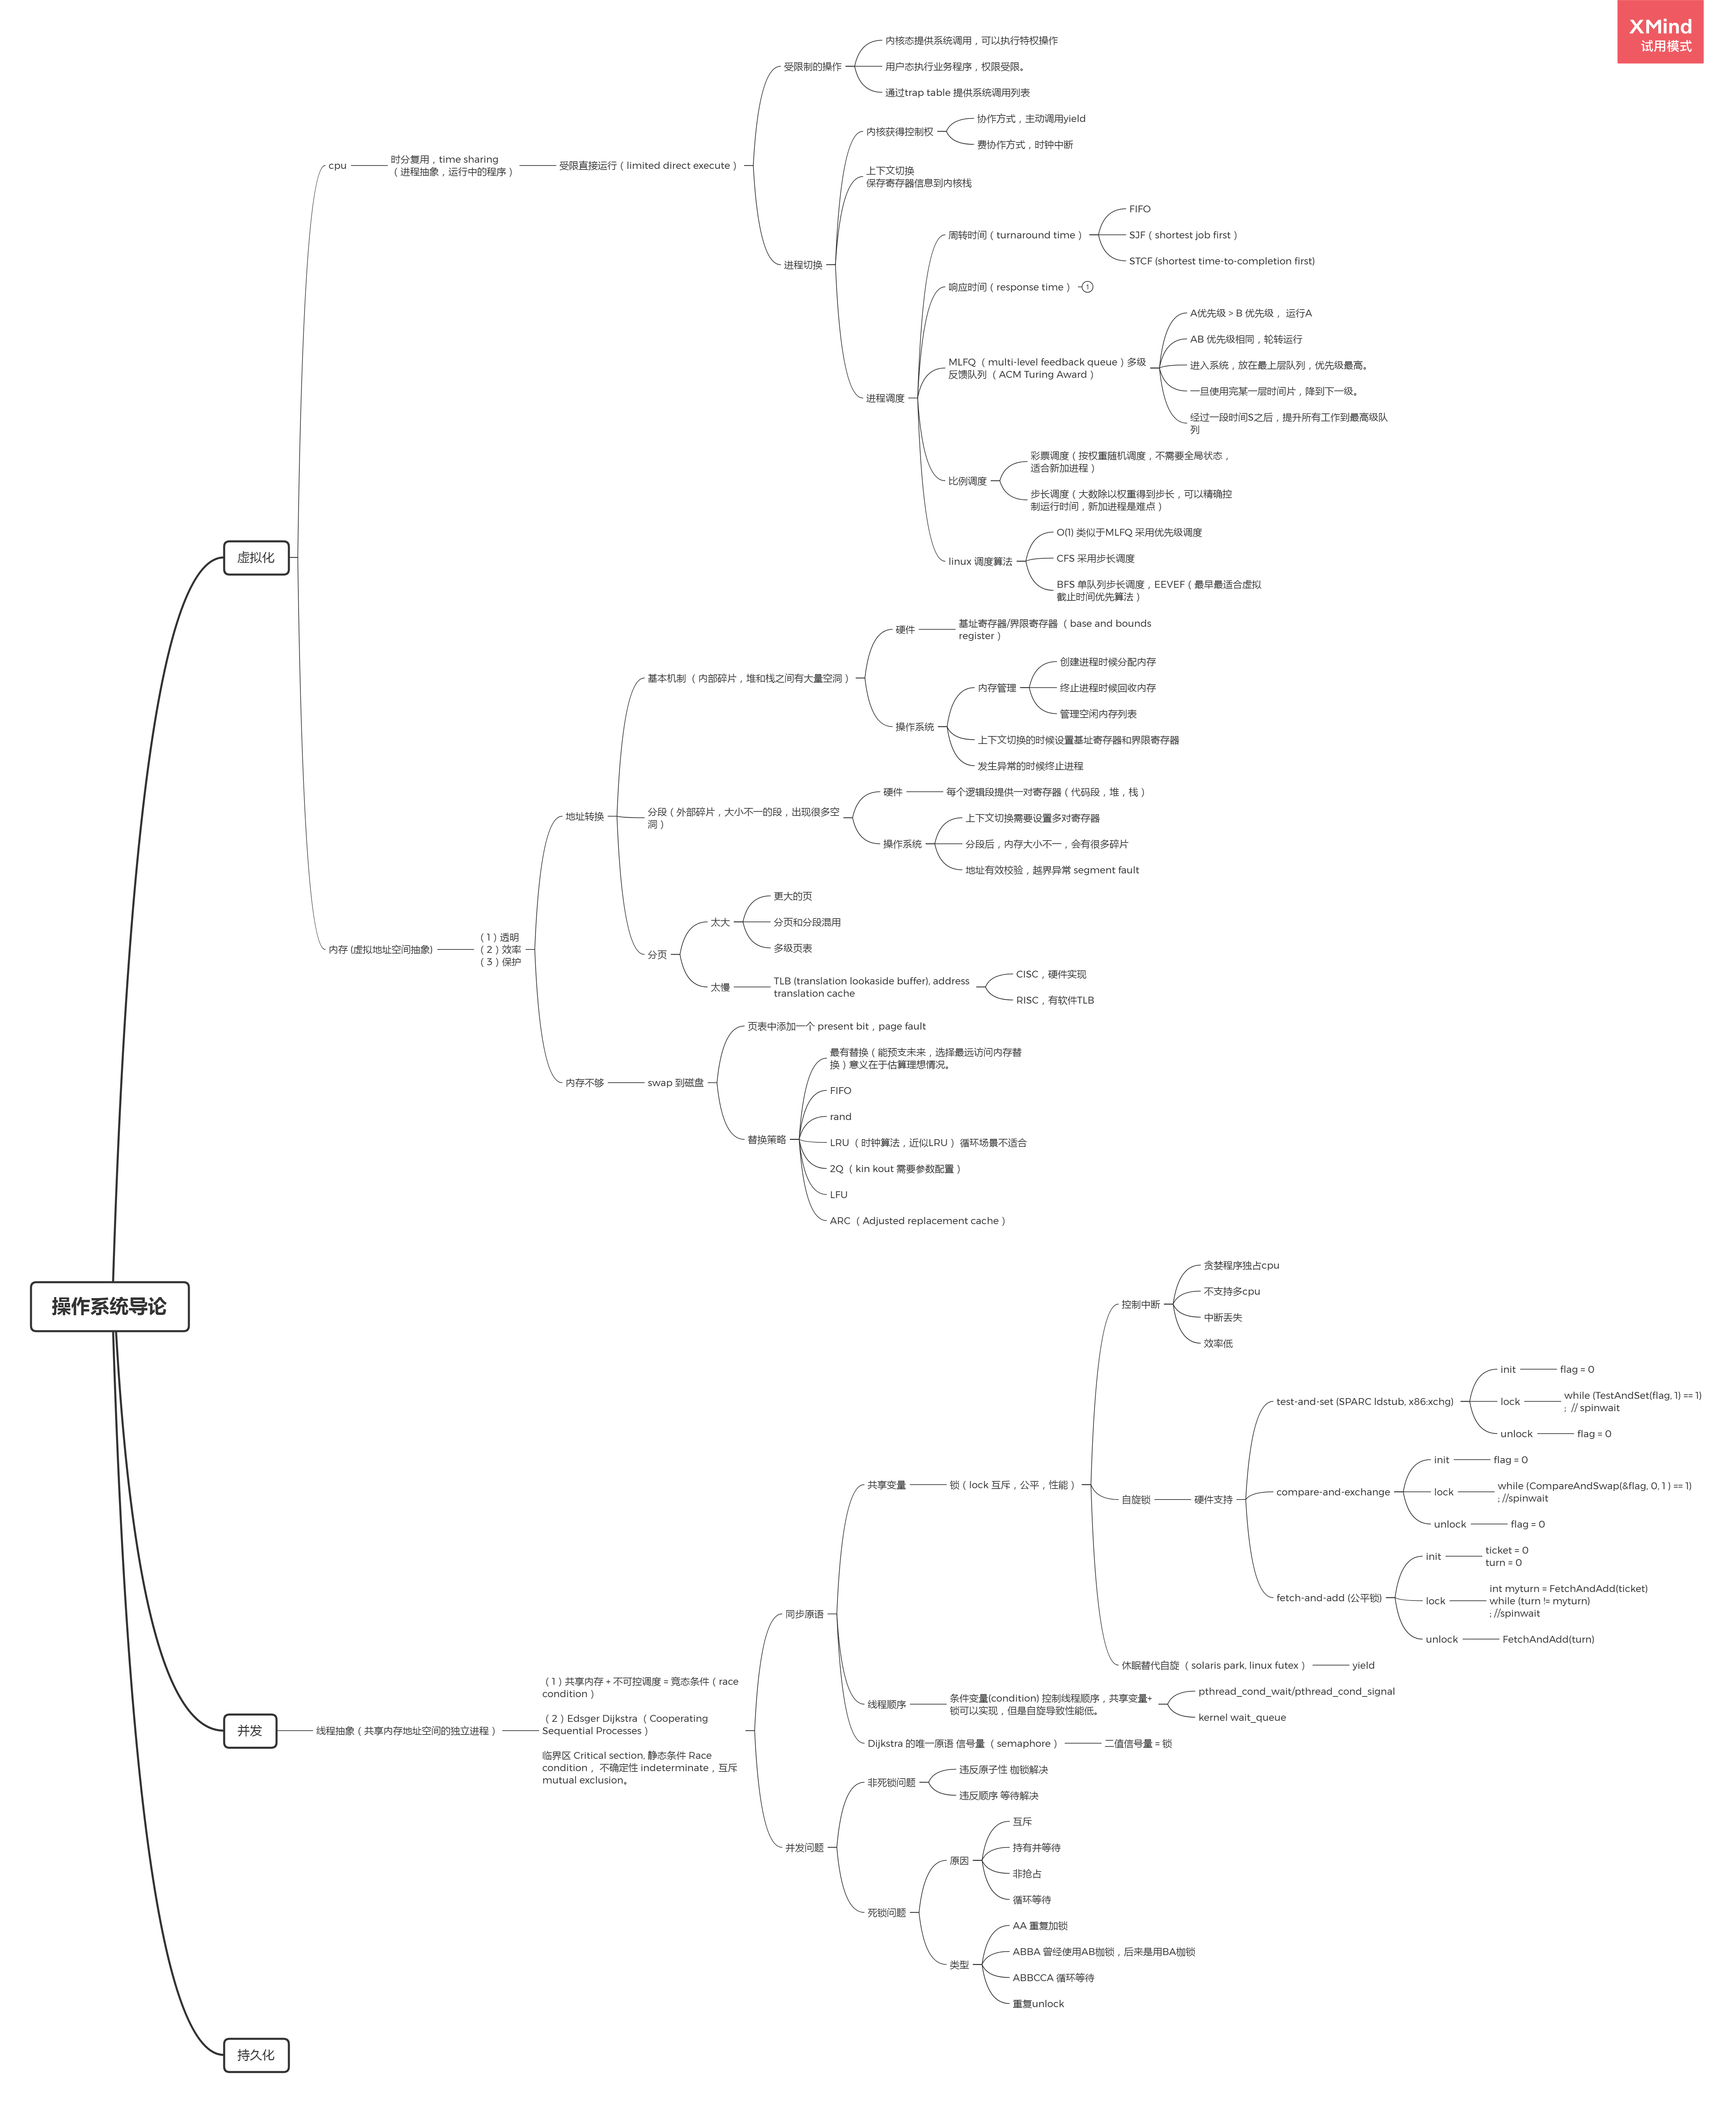 XMind
试用模式
操作系统导论
虚拟化
cpu
时分复用，time sharing
（进程抽象，运行中的程序）
受限直接运行（limited direct execute）
受限制的操作
内核态提供系统调用，可以执行特权操作
用户态执行业务程序，权限受限。
通过trap table 提供系统调用列表
进程切换
内核获得控制权
协作方式，主动调用yield
费协作方式，时钟中断
上下文切换
保存寄存器信息到内核栈
进程调度
周转时间（turnaround time）
FIFO
SJF（shortest job first）
STCF (shortest time-to-completion first)
响应时间（response time）
1
MLFQ （multi-level feedback queue）多级
反馈队列 （ACM Turing Award）
A优先级 > B 优先级， 运行A
AB 优先级相同，轮转运行
进入系统，放在最上层队列，优先级最高。
一旦使用完某一层时间片，降到下一级。
经过一段时间S之后，提升所有工作到最高级队
列
比例调度
彩票调度（按权重随机调度，不需要全局状态，
适合新加进程）
步长调度（大数除以权重得到步长，可以精确控
制运行时间，新加进程是难点）
linux 调度算法
O(1) 类似于MLFQ 采用优先级调度
CFS 采用步长调度
BFS 单队列步长调度，EEVEF（最早最适合虚拟
截止时间优先算法）
内存 (虚拟地址空间抽象)
（1）透明
（2）效率
（3）保护
地址转换
基本机制 （内部碎片，堆和栈之间有大量空洞）
硬件
基址寄存器/界限寄存器 （base and bounds
register）
操作系统
内存管理
创建进程时候分配内存
终止进程时候回收内存
管理空闲内存列表
上下文切换的时候设置基址寄存器和界限寄存器
发生异常的时候终止进程
分段（外部碎片，大小不一的段，出现很多空
洞）
硬件
每个逻辑段提供一对寄存器（代码段，堆，栈）
操作系统
上下文切换需要设置多对寄存器
分段后，内存大小不一，会有很多碎片
地址有效校验，越界异常 segment fault
分页
太大
更大的页
分页和分段混用
多级页表
太慢
TLB (translation lookaside buffer), address
translation cache
CISC，硬件实现
RISC，有软件TLB
内存不够
swap 到磁盘
页表中添加一个 present bit，page fault
替换策略
最有替换（能预支未来，选择最远访问内存替
换）意义在于估算理想情况。
FIFO
rand
LRU （时钟算法，近似LRU） 循环场景不适合
2Q （kin kout 需要参数配置）
LFU
ARC （Adjusted replacement cache）
并发
线程抽象（共享内存地址空间的独立进程）
（1）共享内存 + 不可控调度 = 竞态条件（race
condition）
（2）Edsger Dijkstra （Cooperating
Sequential Processes）
临界区 Critical section, 静态条件 Race
condition， 不确定性 indeterminate，互斥
mutual exclusion。
同步原语
共享变量
锁（lock 互斥，公平，性能）
控制中断
贪婪程序独占cpu
不支持多cpu
中断丢失
效率低
自旋锁
硬件支持
test-and-set (SPARC ldstub, x86:xchg)
init
flag = 0
lock
while (TestAndSet(flag, 1) == 1)
; // spinwait
unlock
flag = 0
compare-and-exchange
init
flag = 0
lock
while (CompareAndSwap(&flag, 0, 1 ) == 1)
; //spinwait
unlock
flag = 0
fetch-and-add (公平锁)
init
ticket = 0
turn = 0
lock
int myturn = FetchAndAdd(ticket)
while (turn != myturn)
; //spinwait
unlock
FetchAndAdd(turn)
休眠替代自旋 （solaris park, linux futex）
yield
线程顺序
条件变量(condition) 控制线程顺序，共享变量+
锁可以实现，但是自旋导致性能低。
pthread_cond_wait/pthread_cond_signal
kernel wait_queue
Dijkstra 的唯一原语 信号量 （semaphore）
二值信号量 = 锁
并发问题
非死锁问题
违反原子性 枷锁解决
违反顺序 等待解决
死锁问题
原因
互斥
持有并等待
非抢占
循环等待
类型
AA 重复加锁
ABBA 曾经使用AB枷锁，后来是用BA枷锁
ABBCCA 循环等待
重复unlock
持久化